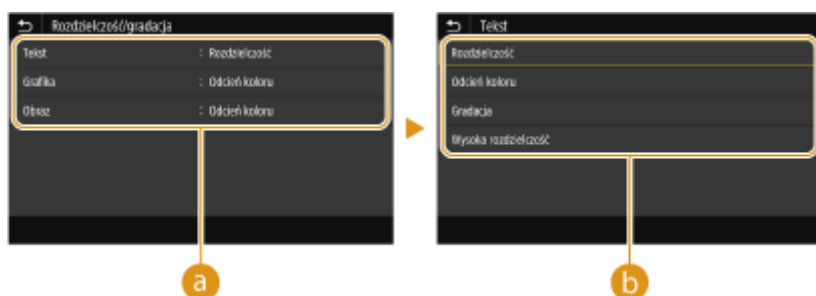 Rozdzielczość/gradacja
Tekst : Rozdzielczość
Grafika : Odcień koloru
Obraz : Odcień koloru
a
Tekst
Rozdzielczość
Odcień koloru
Gradacja
Wysoka rozdzielczość
b